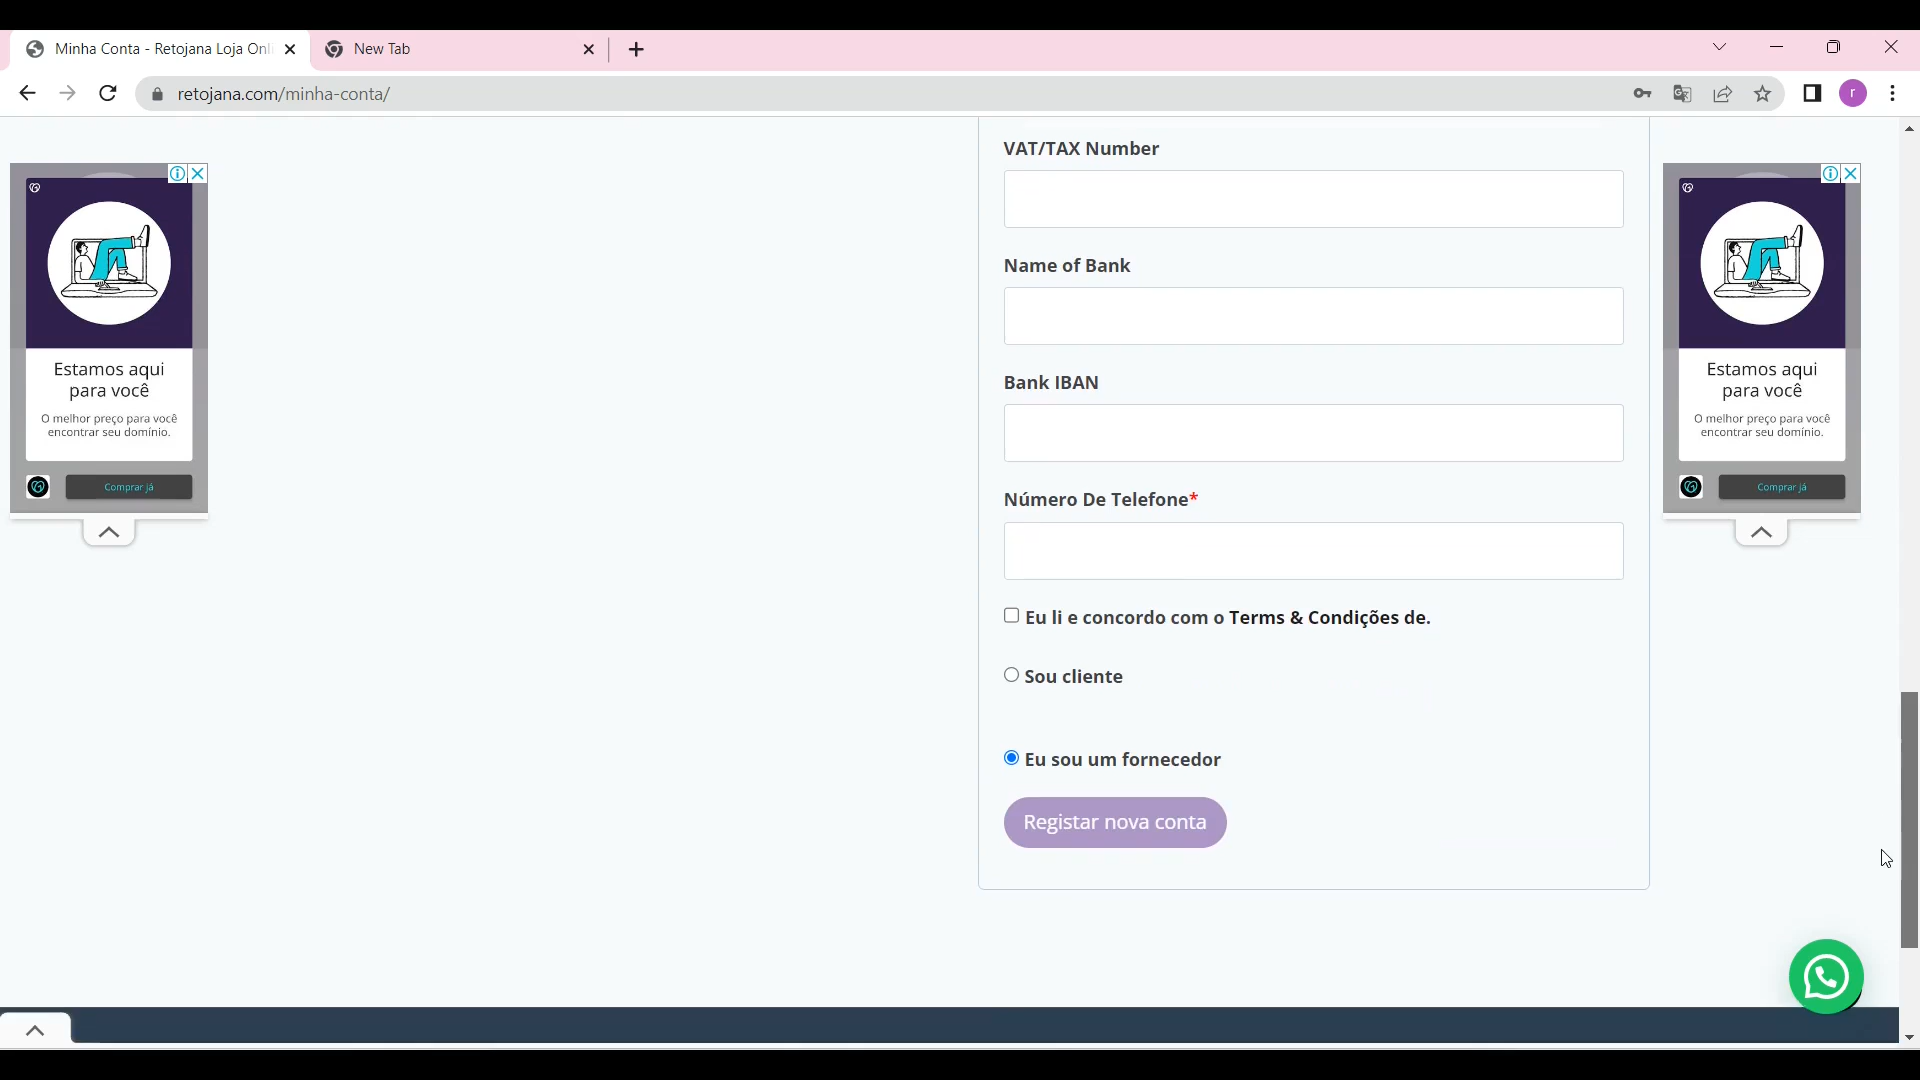 Minha Conta - Retojana Loja Onli
New Tab
retojana.com/minha-conta/
r
VAT/TAX Number
Name of Bank
Bank IBAN
Número De Telefone*
Eu li e concordo com o Terms & Condições de.
Sou cliente
Eu sou um fornecedor
Registar nova conta
Estamos aqui
para você
O melhor preço para você
encontrar seu domínio.
Comprar já
Estamos aqui
para você
O melhor preço para você
encontrar seu domínio.
Comprar já